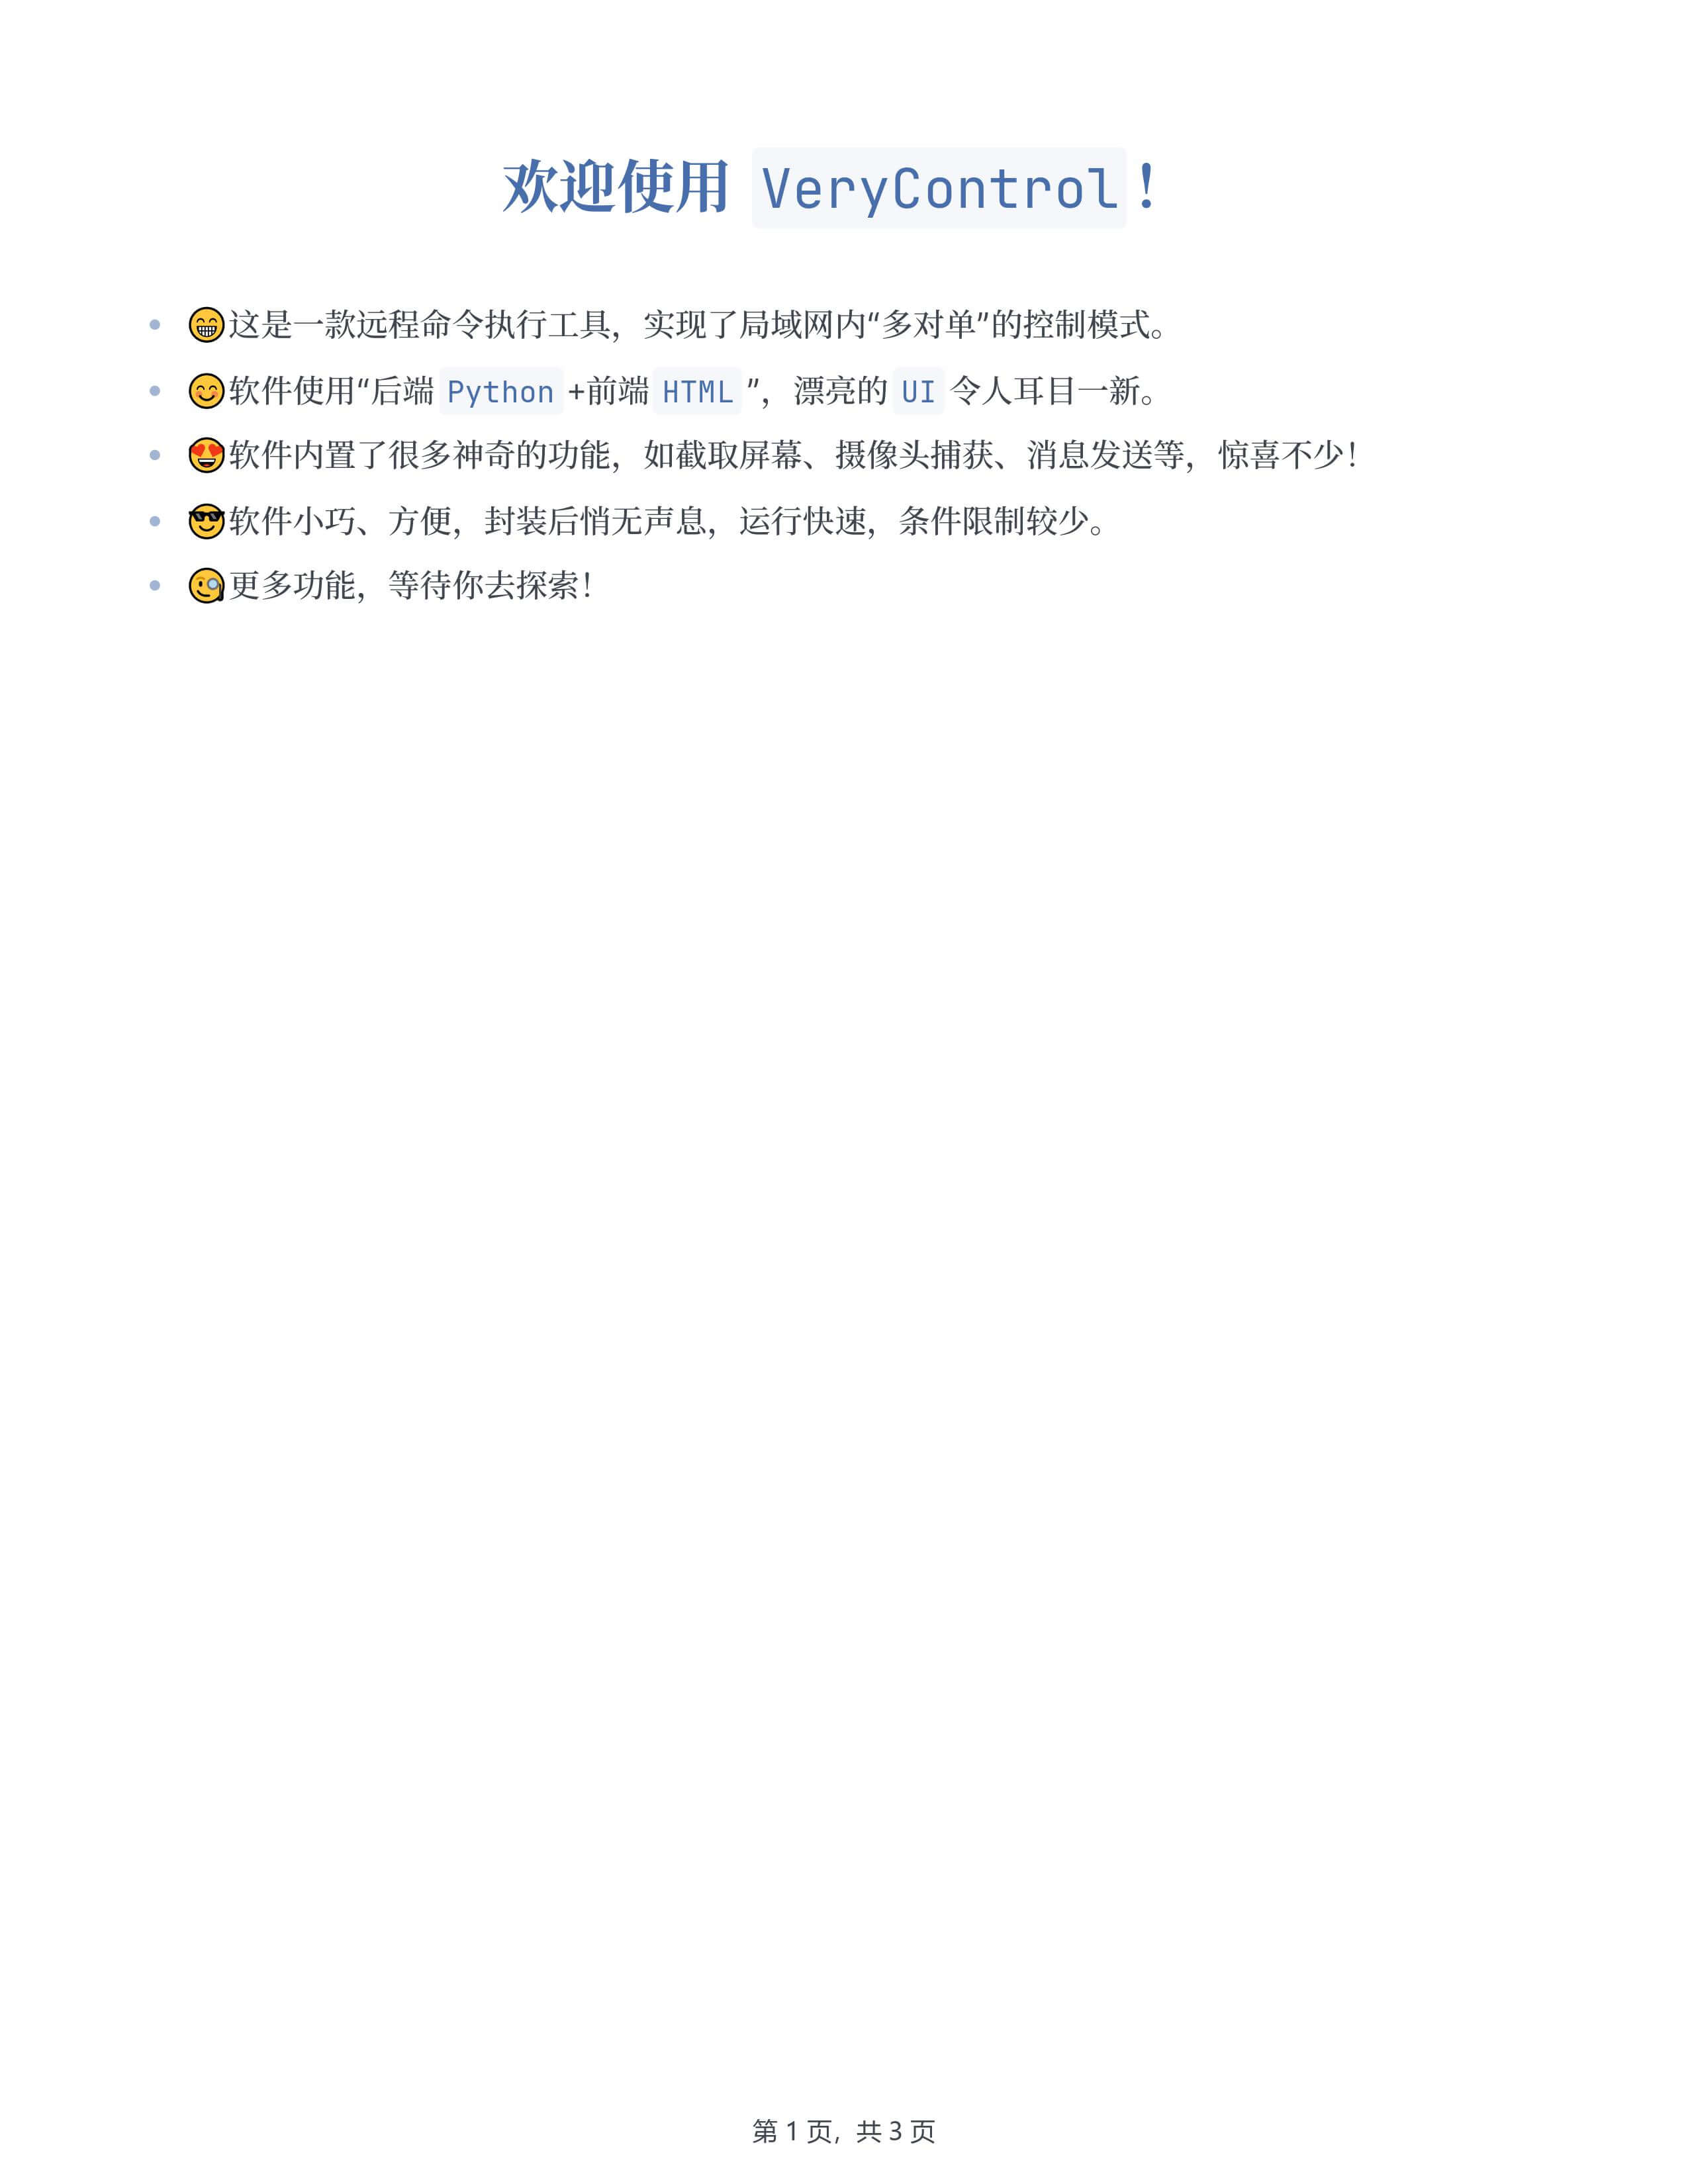 欢迎使用 VeryControl！
• 😁这是一款远程命令执行工具，实现了局域网内“多对单”的控制模式。
• 😊软件使用“后端 Python +前端 HTML ”，漂亮的 UI 令人耳目一新。
• 😍软件内置了很多神奇的功能，如截取屏幕、摄像头捕获、消息发送等，惊喜不少！
• 😎软件小巧、方便，封装后悄无声息，运行快速，条件限制较少。
• 🧐更多功能，等待你去探索！
第 1 页，共 3 页